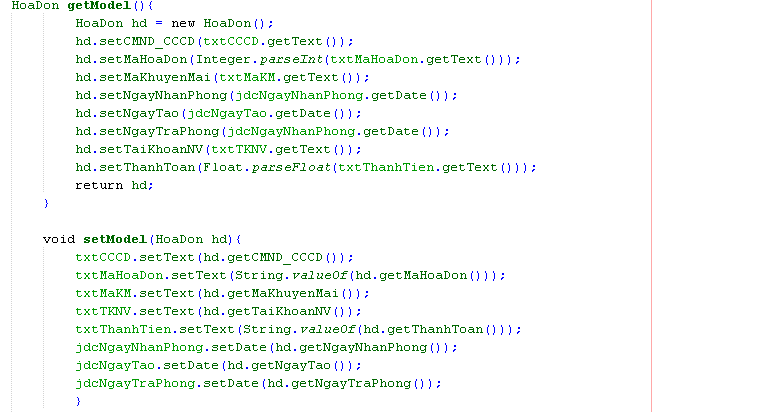 HoaDon getModel(){
HoaDon hd = new HoaDon();
hd.setCMND_CCCD(txtCCCD.getText());
hd.setMaHoaDon(Integer.parseInt(txtMaHoaDon.getText()));
hd.setMaKhuyenMai(txtMaKM.getText());
hd.setNgayNhanPhong(jdcNgayNhanPhong.getDate());
hd.setNgayTao(jdcNgayTao.getDate());
hd.setNgayTraPhong(jdcNgayNhanPhong.getDate());
hd.setTaiKhoanNV(txtTKNV.getText());
hd.setThanhToan(Float.parseFloat(txtThanhTien.getText()));
return hd;
}
void setModel(HoaDon hd){
txtCCCD.setText(hd.getCMND_CCCD());
txtMaHoaDon.setText(String.valueOf(hd.getMaHoaDon()));
txtMaKM.setText(hd.getMaKhuyenMai());
txtTKNV.setText(hd.getTaiKhoanNV());
txtThanhTien.setText(String.valueOf(hd.getThanhToan()));
jdcNgayNhanPhong.setDate(hd.getNgayNhanPhong());
jdcNgayTao.setDate(hd.getNgayTao());
jdcNgayTraPhong.setDate(hd.getNgayTraPhong());
}